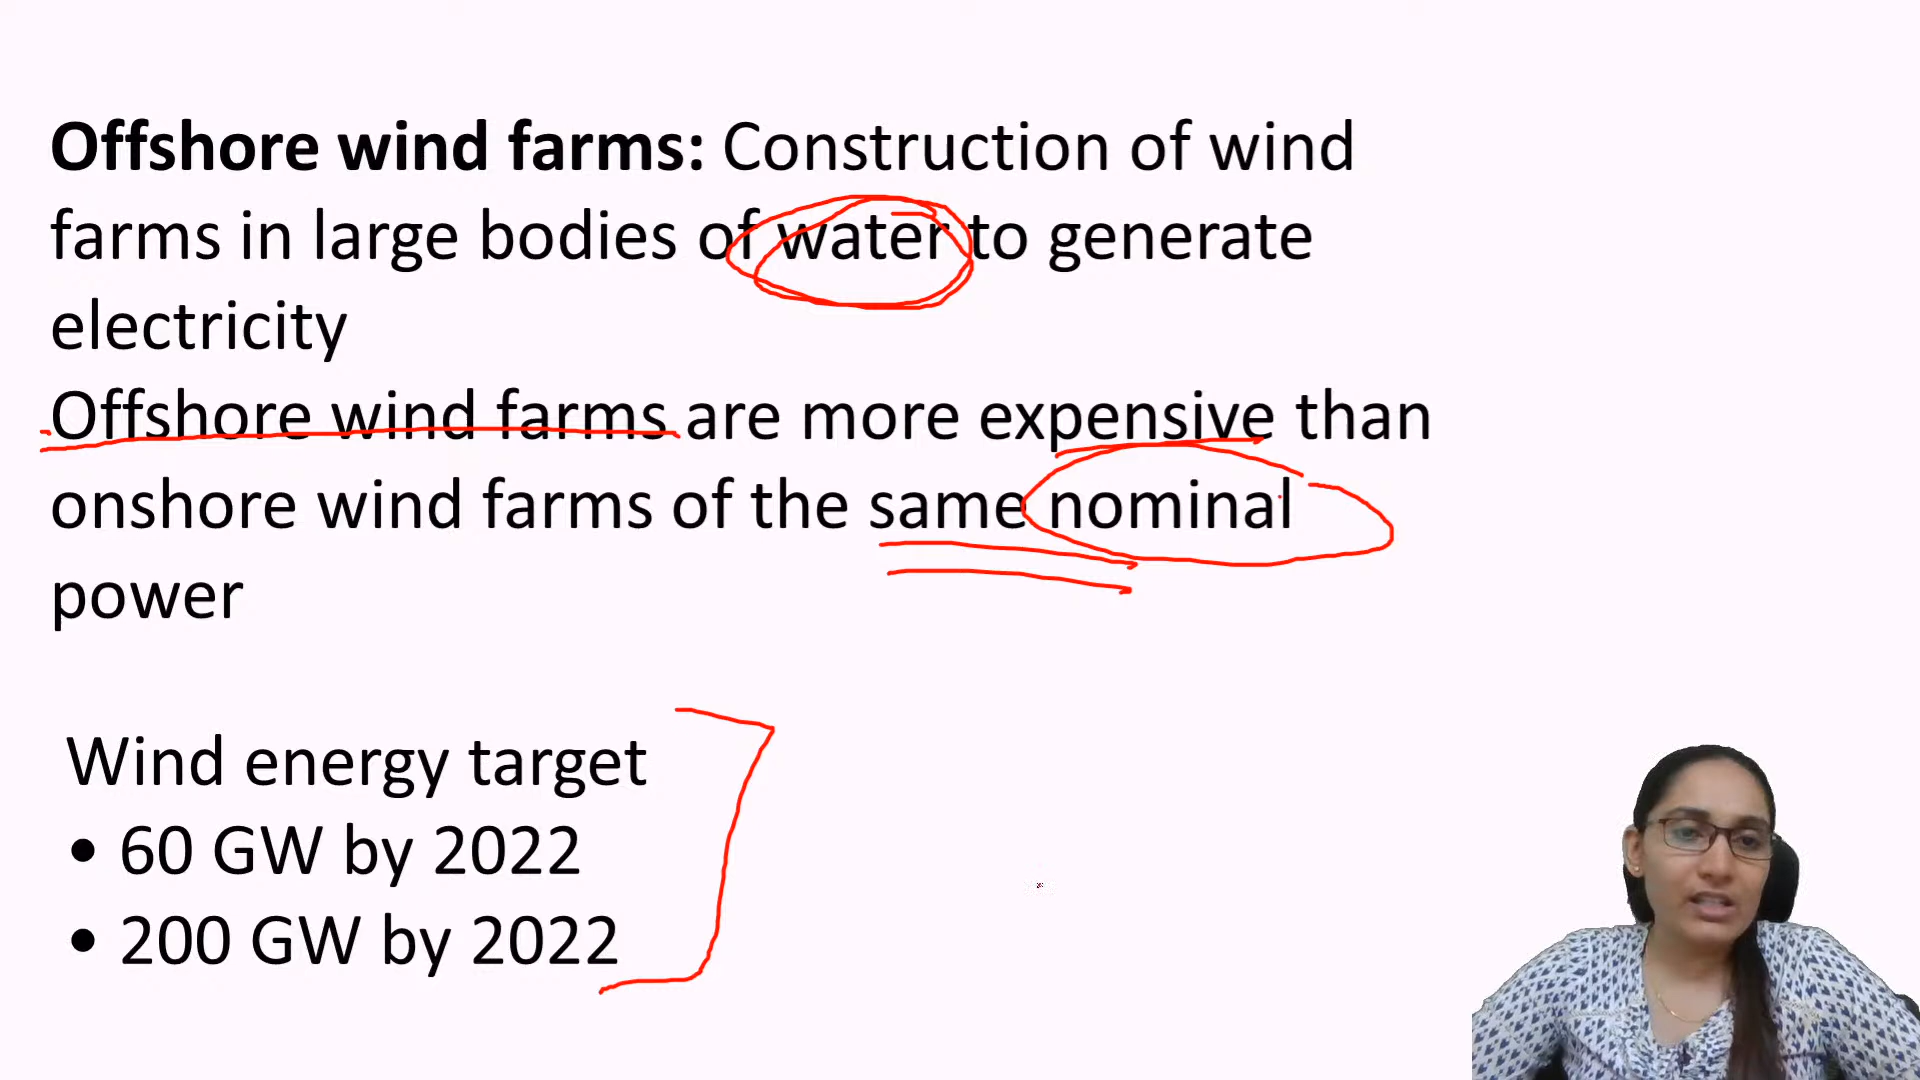 Offshore wind farms: Construction of wind
farms in large bodies of water to generate
electricity
Offshore wind farms are more expensive than
onshore wind farms of the same nominal
power
Wind energy target
• 60 GW by 2022
• 200 GW by 2022